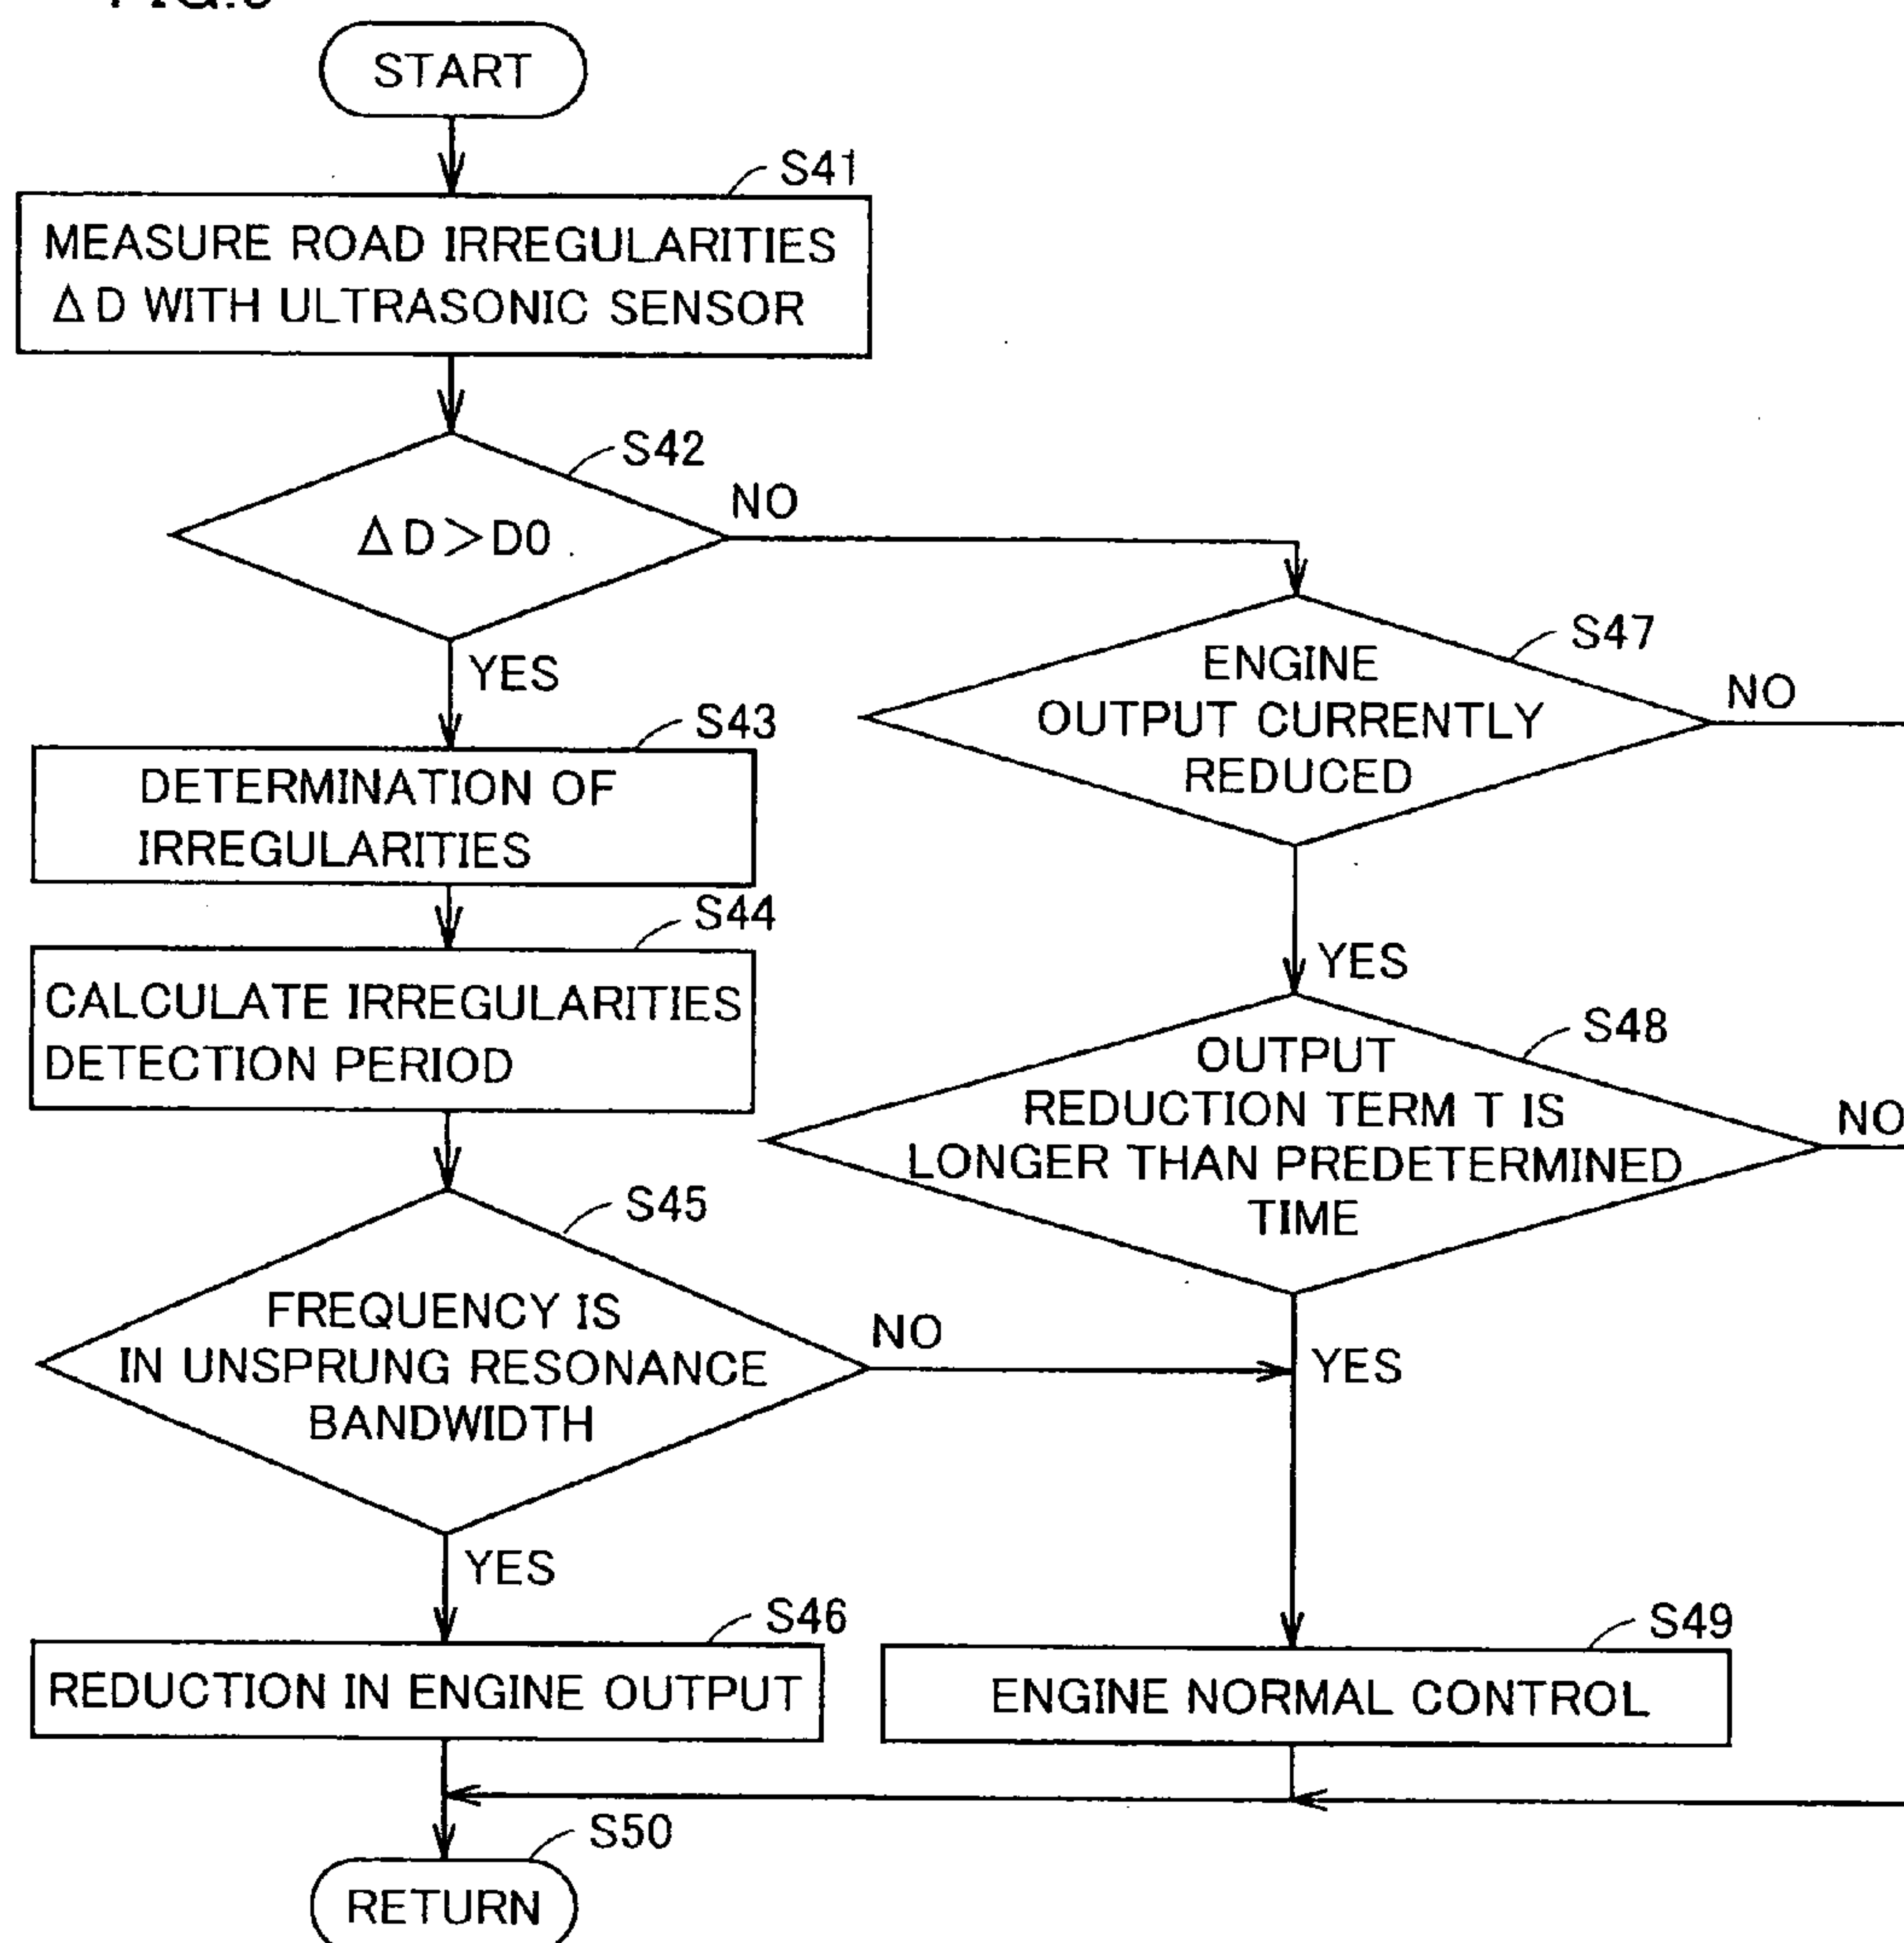 START
S41
MEASURE ROAD IRREGULARITIES
ΔD WITH ULTRASONIC SENSOR
S42
ΔD>D0
NO
YES
S43
DETERMINATION OF
IRREGULARITIES
S44
CALCULATE IRREGULARITIES
DETECTION PERIOD
S45
FREQUENCY IS
IN UNSPRUNG RESONANCE
BANDWIDTH
NO
YES
S46
REDUCTION IN ENGINE OUTPUT
S47
ENGINE
OUTPUT CURRENTLY
REDUCED
NO
YES
S48
OUTPUT
REDUCTION TERM T IS
LONGER THAN PREDETERMINED
TIME
NO
YES
S49
ENGINE NORMAL CONTROL
S50
RETURN